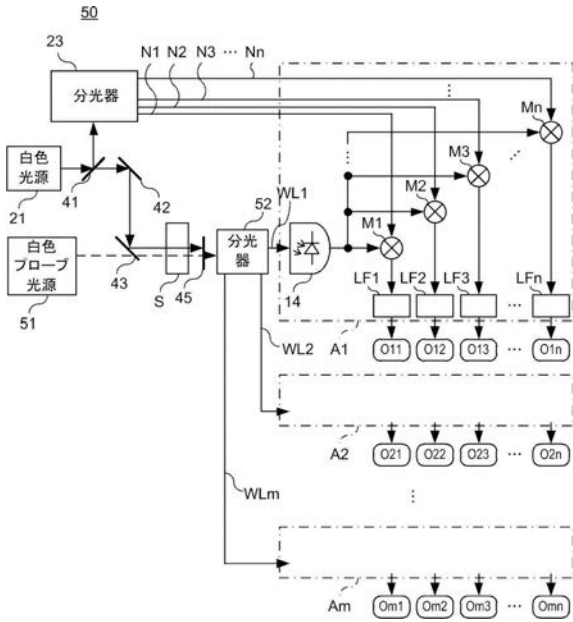 50
23
N1 N2 N3 … Nn
分光器
Mn
白色
光源
21
41
42
M3
M2
M1
52
WL1
分光器
白色
プローブ
光源
51
43
S
45
14
LF1 LF2 LF3 … LFn
A1
O11 O12 O13 … O1n
WL2
A2
O21 O22 O23 … O2n
WLm
Am
Om1 Om2 Om3 … Omn